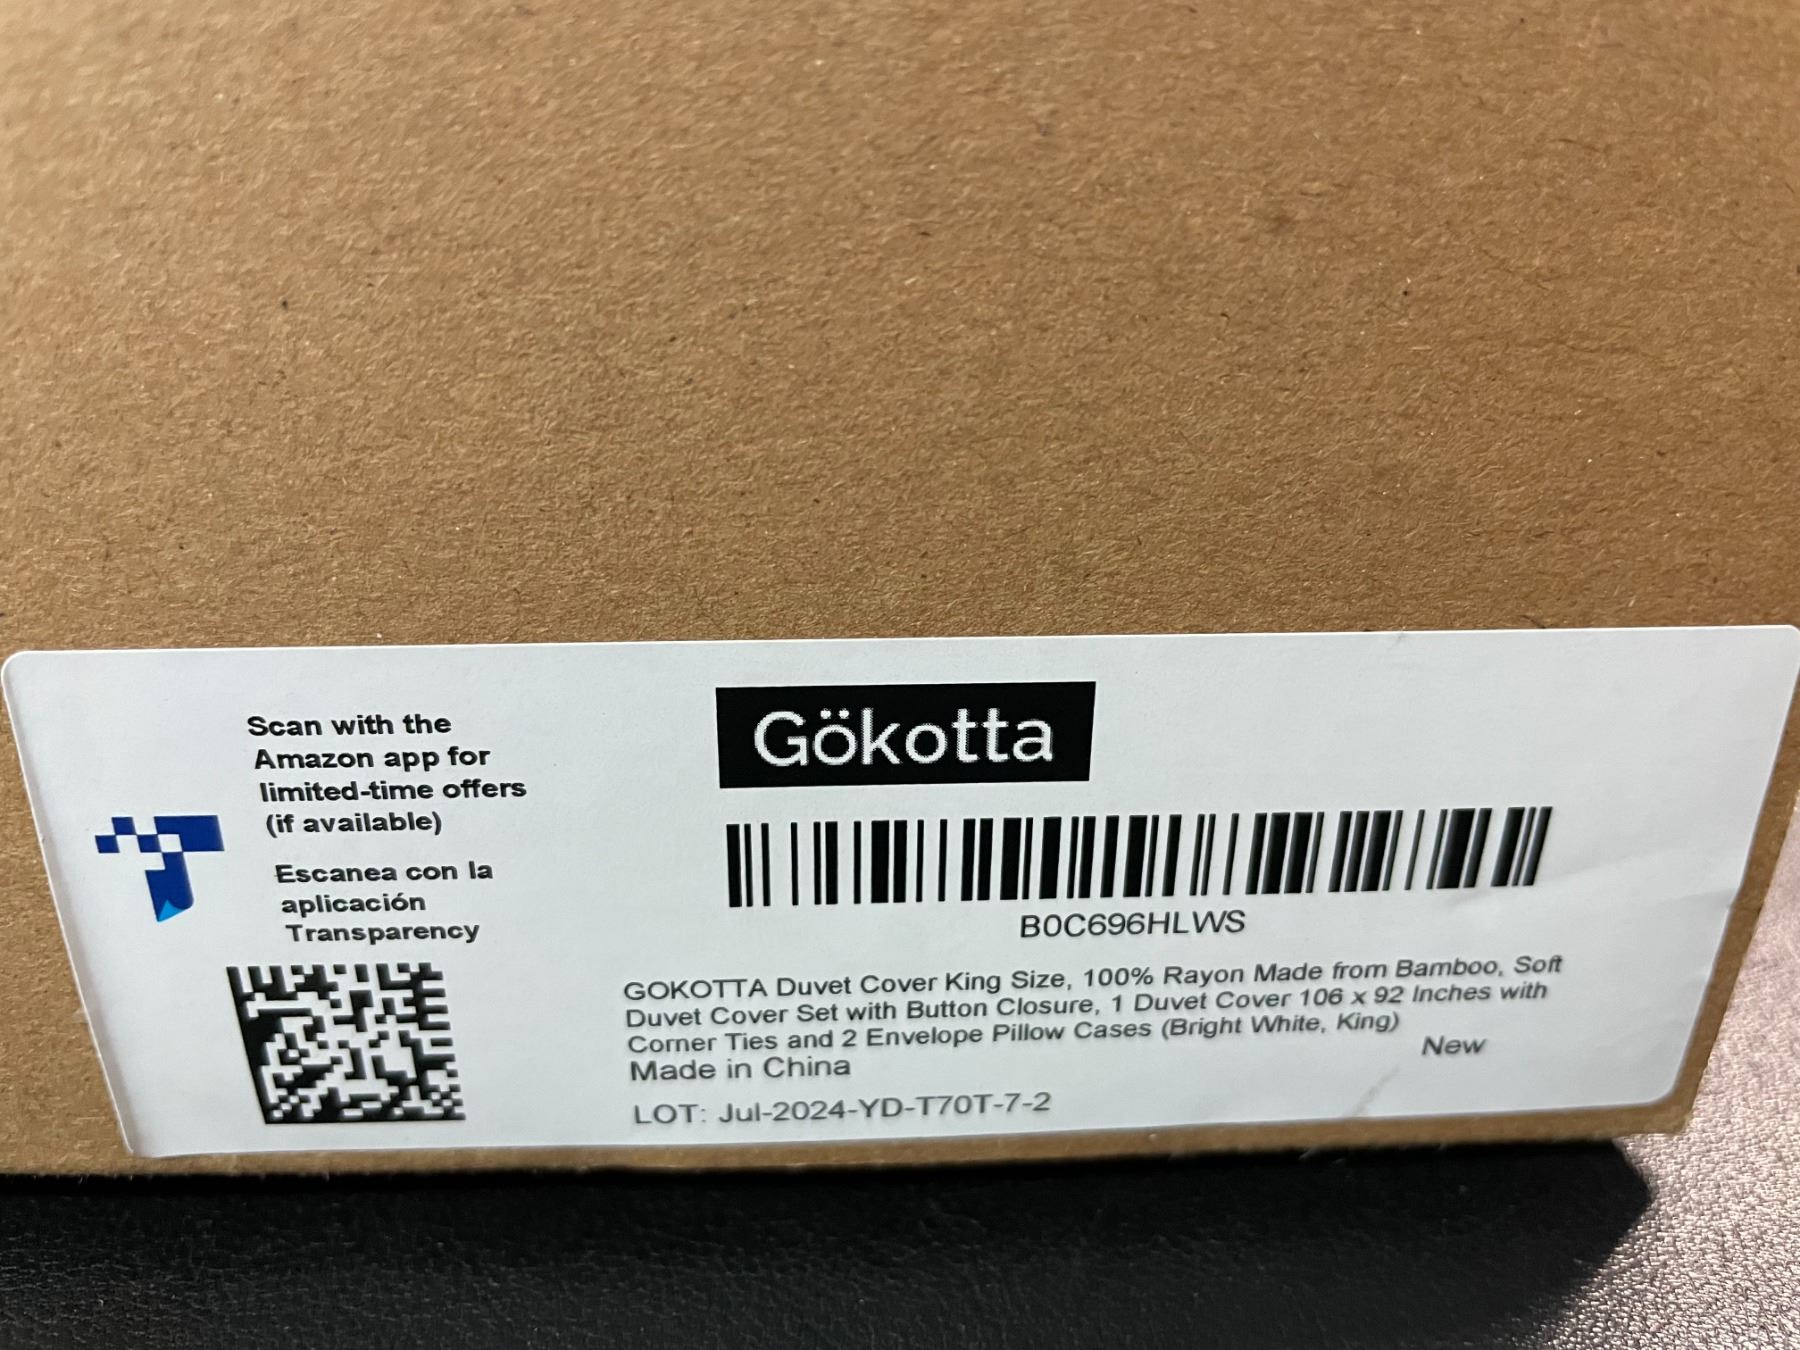 Scan with the
Amazon app for
limited-time offers
(if available)
Escanea con la
aplicación
Transparency
Gökotta
B0C696HLWS
GOKOTTA Duvet Cover King Size, 100% Rayon Made from Bamboo, Soft
Duvet Cover Set with Button Closure, 1 Duvet Cover 106 x 92 Inches with
Corner Ties and 2 Envelope Pillow Cases (Bright White, King)
New
Made in China
LOT: Jul-2024-YD-T70T-7-2